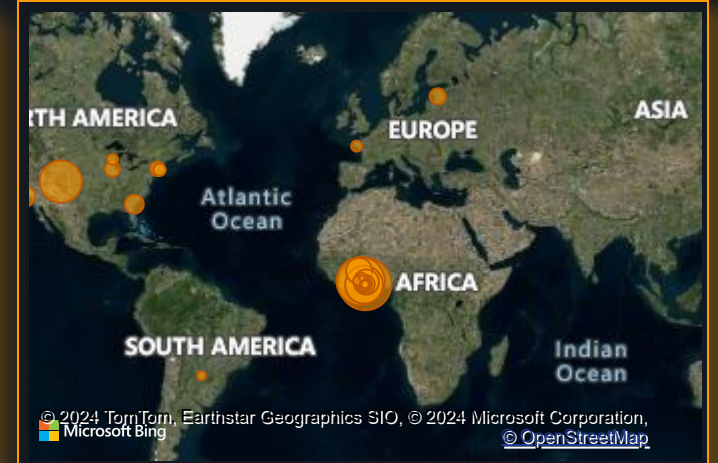 RTH AMERICA
EUROPE
ASIA
Atlantic
Ocean
AFRICA
SOUTH AMERICA
Indian
Ocean
© 2024 TomTom, Earthstar Geographics SIO, © 2024 Microsoft Corporation,
Microsoft Bing
© OpenStreetMap